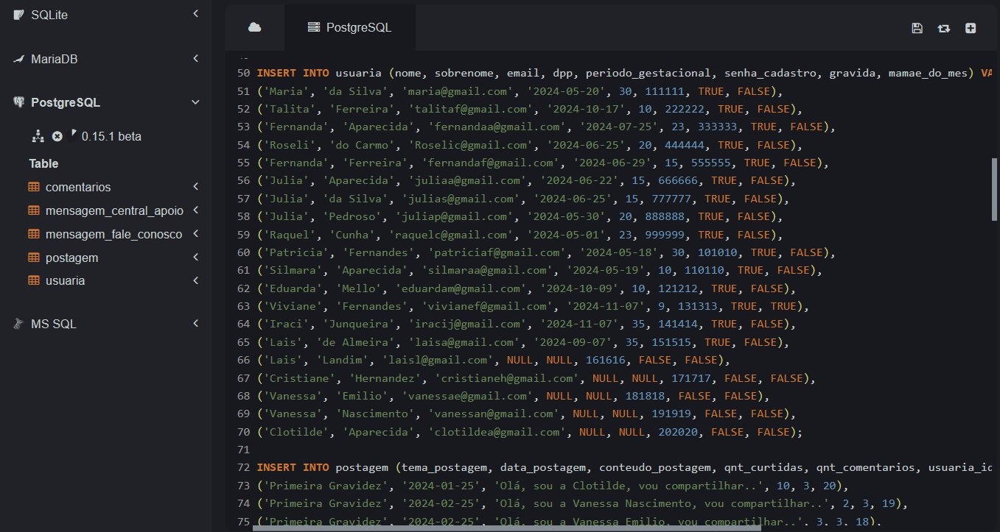 SQLite
MariaDB
PostgreSQL
0.15.1 beta
Table
comentarios
mensagem_central_apoio
mensagem_fale_conosco
postagem
usuaria
MS SQL
PostgreSQL
50 INSERT INTO usuaria (nome, sobrenome, email, dpp, periodo_gestacional, senha_cadastro, gravida, mamae_do_mes) VA
51 ('Maria', 'da Silva', 'maria@gmail.com', '2024-05-20', 30, 111111, TRUE, FALSE),
52 ('Talita', 'Ferreira', 'talitaf@gmail.com', '2024-10-17', 10, 222222, TRUE, FALSE),
53 ('Fernanda', 'Aparecida', 'fernandaa@gmail.com', '2024-07-25', 23, 333333, TRUE, FALSE),
54 ('Roseli', 'do Carmo', 'Roselic@gmail.com', '2024-06-25', 20, 444444, TRUE, FALSE),
55 ('Fernanda', 'Ferreira', 'fernandaf@gmail.com', '2024-06-29', 15, 555555, TRUE, FALSE),
56 ('Julia', 'Aparecida', 'juliaa@gmail.com', '2024-06-22', 15, 666666, TRUE, FALSE),
57 ('Julia', 'da Silva', 'julias@gmail.com', '2024-06-25', 15, 777777, TRUE, FALSE),
58 ('Julia', 'Pedroso', 'juliap@gmail.com', '2024-05-30', 20, 888888, TRUE, FALSE),
59 ('Raquel', 'Cunha', 'raquelc@gmail.com', '2024-05-01', 23, 999999, TRUE, FALSE),
60 ('Patricia', 'Fernandes', 'patriciaf@gmail.com', '2024-05-18', 30, 101010, TRUE, FALSE),
61 ('Silmara', 'Aparecida', 'silmaraa@gmail.com', '2024-05-19', 10, 110110, TRUE, FALSE),
62 ('Eduarda', 'Mello', 'eduardam@gmail.com', '2024-10-09', 10, 121212, TRUE, FALSE),
63 ('Viviane', 'Fernandes', 'vivianef@gmail.com', '2024-11-07', 9, 131313, TRUE, TRUE),
64 ('Iraci', 'Junqueira', 'iracij@gmail.com', '2024-11-07', 35, 141414, TRUE, FALSE),
65 ('Lais', 'de Almeira', 'laisa@gmail.com', '2024-09-07', 35, 151515, TRUE, FALSE),
66 ('Lais', 'Landim', 'laisl@gmail.com', NULL, NULL, 161616, FALSE, FALSE),
67 ('Cristiane', 'Hernandez', 'cristianeh@gmail.com', NULL, NULL, 171717, FALSE, FALSE),
68 ('Vanessa', 'Emilio', 'vanessae@gmail.com', NULL, NULL, 181818, FALSE, FALSE),
69 ('Vanessa', 'Nascimento', 'vanessan@gmail.com', NULL, NULL, 191919, FALSE, FALSE),
70 ('Clotilde', 'Aparecida', 'clotildea@gmail.com', NULL, NULL, 202020, FALSE, FALSE);
71
72 INSERT INTO postagem (tema_postagem, data_postagem, conteudo_postagem, qnt_curtidas, qnt_comentarios, usuaria_id
73 ('Primeira Gravidez', '2024-01-25', 'Olá, sou a Clotilde, vou compartilhar..', 10, 3, 20),
74 ('Primeira Gravidez', '2024-02-25', 'Olá, sou a Vanessa Nascimento, vou compartilhar..', 2, 3, 19),
75 ('Primeira Gravidez', '2024-02-25', 'Olá, sou a Vanessa Emilio, vou compartilhar..', 3, 3, 18),